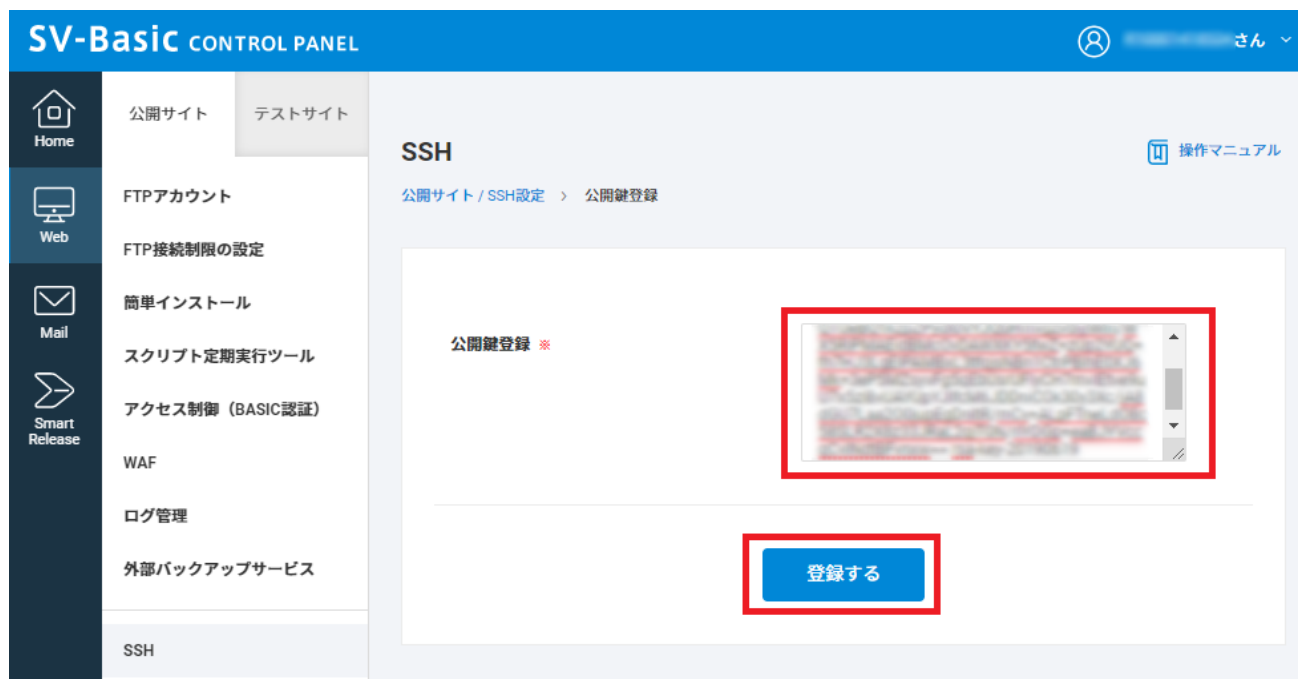 SV-Basic CONTROL PANEL
さん
Home
Web
Mail
Smart
Release
公開サイト
テストサイト
FTPアカウント
FTP接続制限の設定
簡単インストール
スクリプト定期実行ツール
アクセス制御（BASIC認証）
WAF
ログ管理
外部バックアップサービス
SSH
SSH
操作マニュアル
公開サイト / SSH設定 > 公開鍵登録
公開鍵登録 ※
登録する